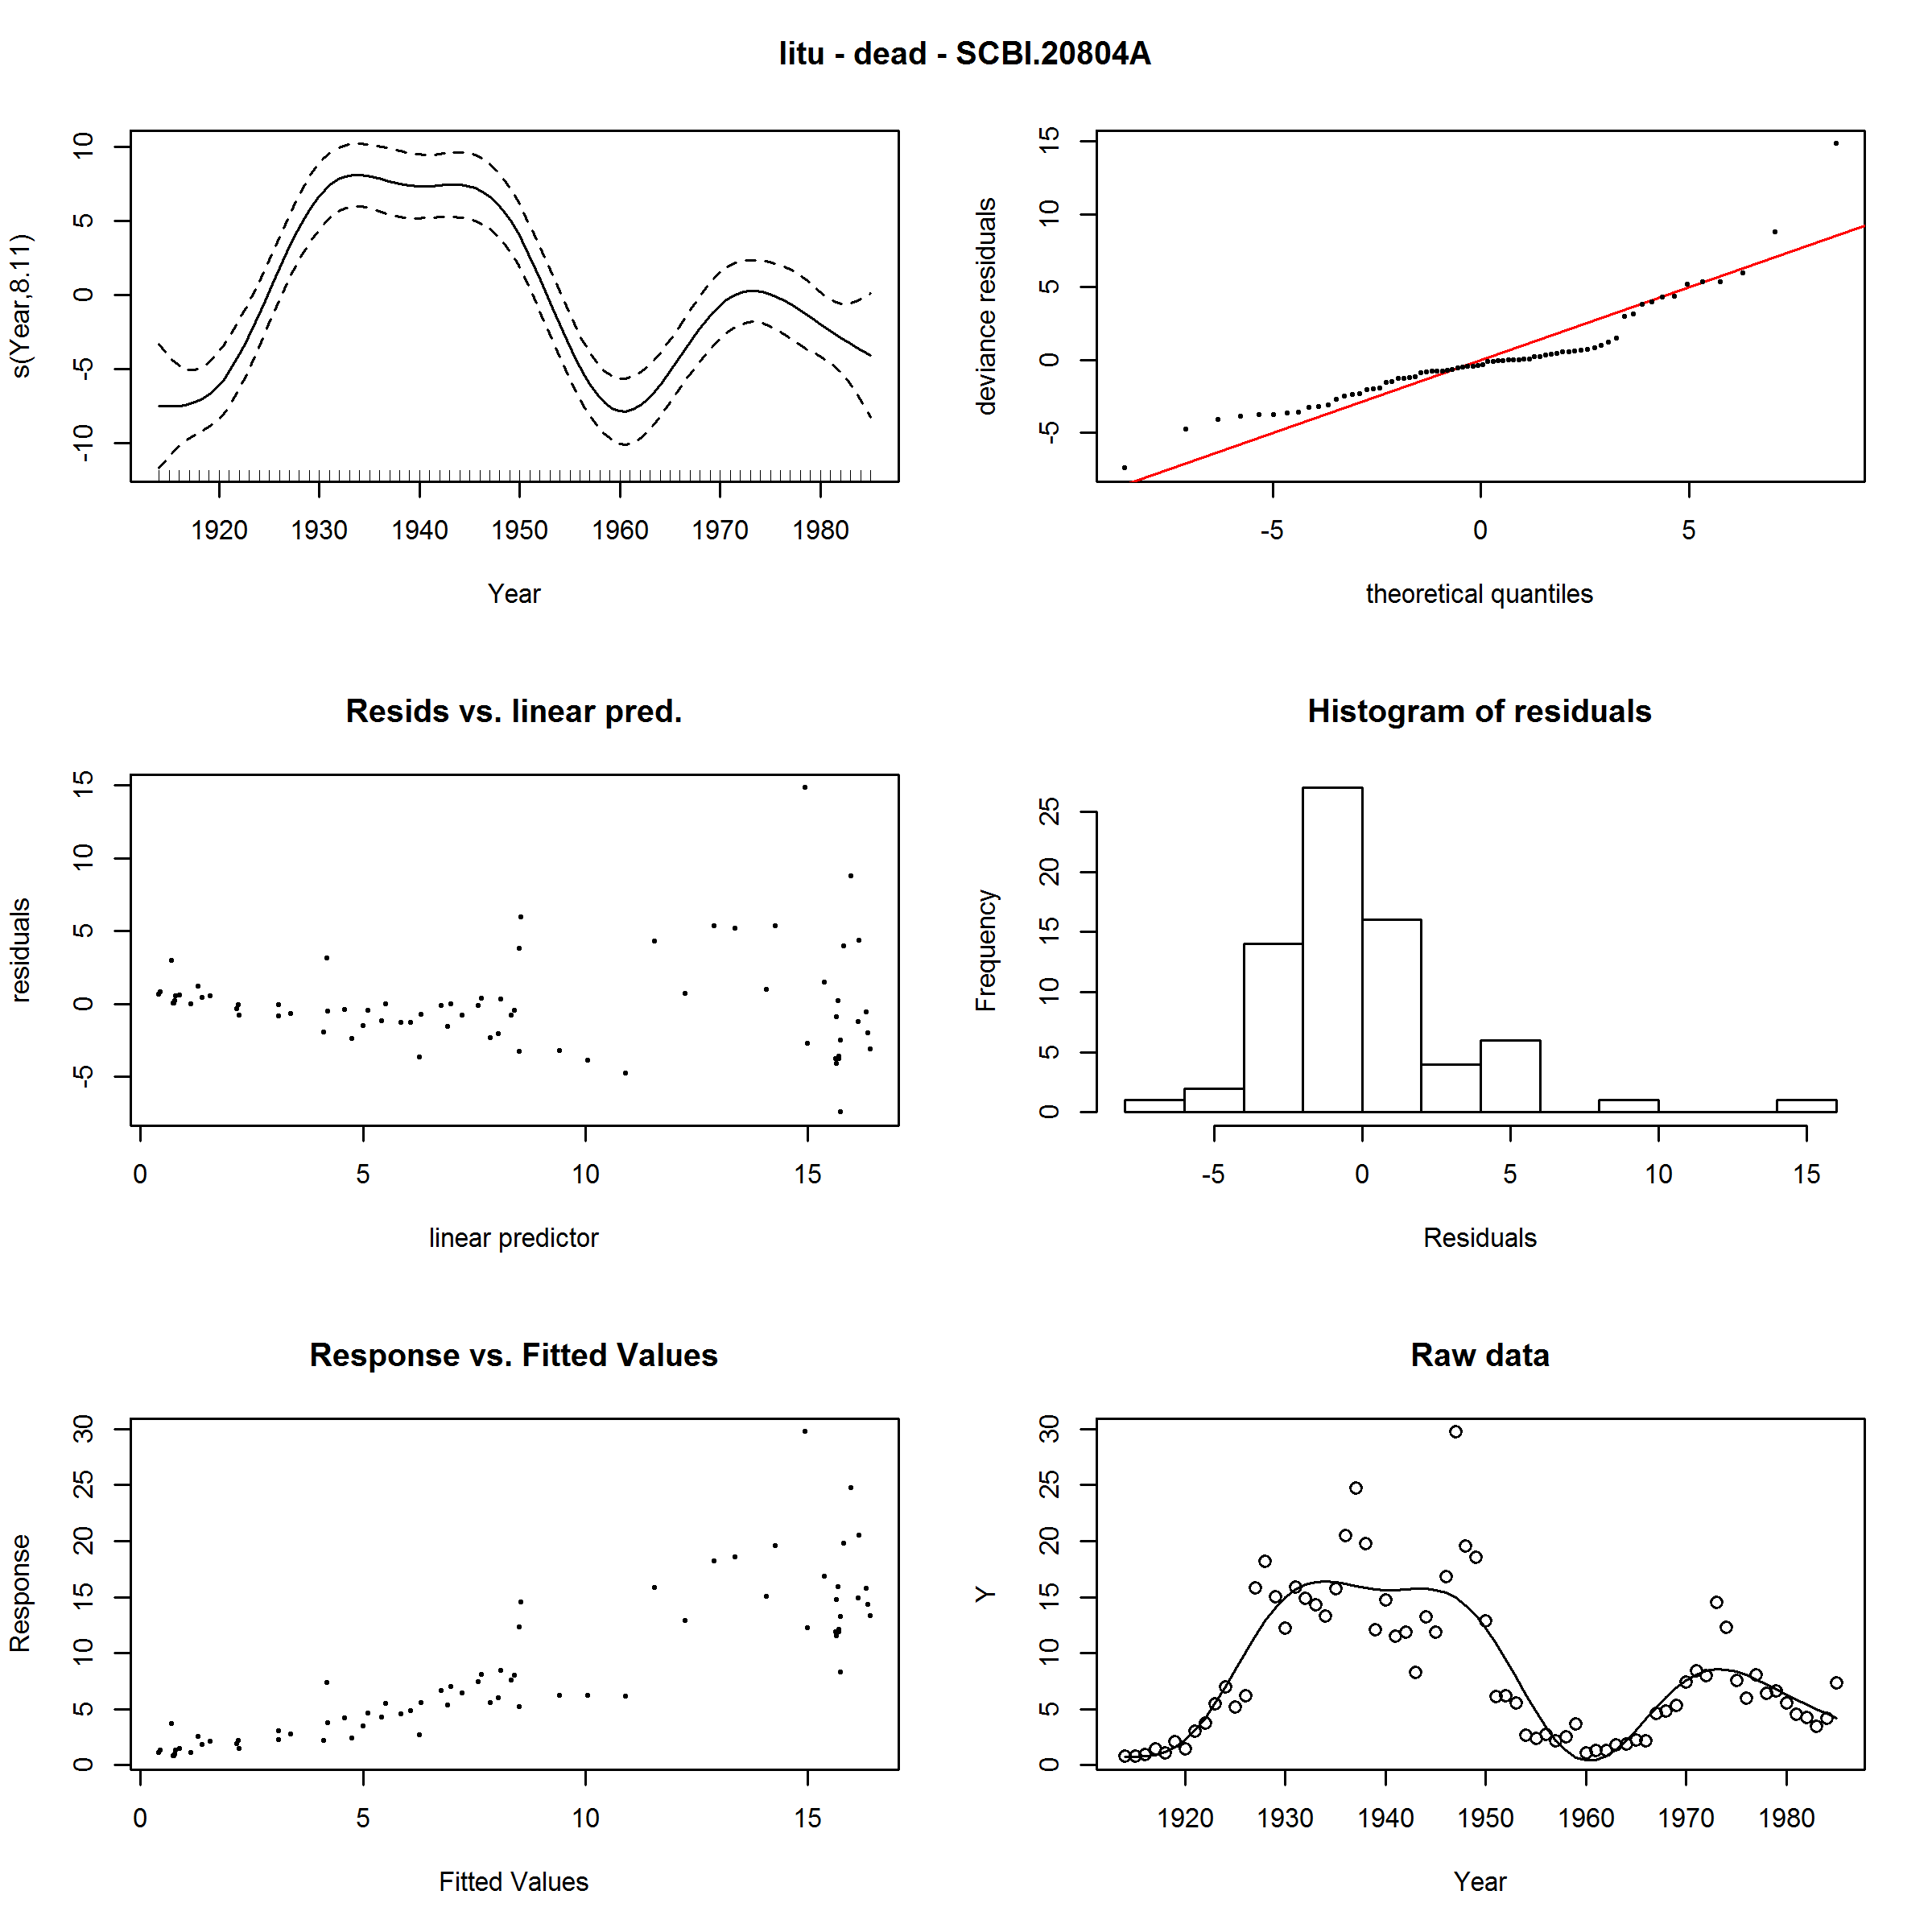 litu - dead - SCBI.20804A
s(Year,8.11)
10
5
0
-5
-10
1920 1930 1940 1950 1960 1970 1980
Year
deviance residuals
15
10
5
0
-5
-5 0 5
theoretical quantiles
Resids vs. linear pred.
residuals
15
10
5
0
-5
0 5 10 15
linear predictor
Histogram of residuals
Frequency
25
20
15
10
5
0
-5 0 5 10 15
Residuals
Response vs. Fitted Values
Response
30
25
20
15
10
5
0
0 5 10 15
Fitted Values
Raw data
Y
30
25
20
15
10
5
0
1920 1930 1940 1950 1960 1970 1980
Year